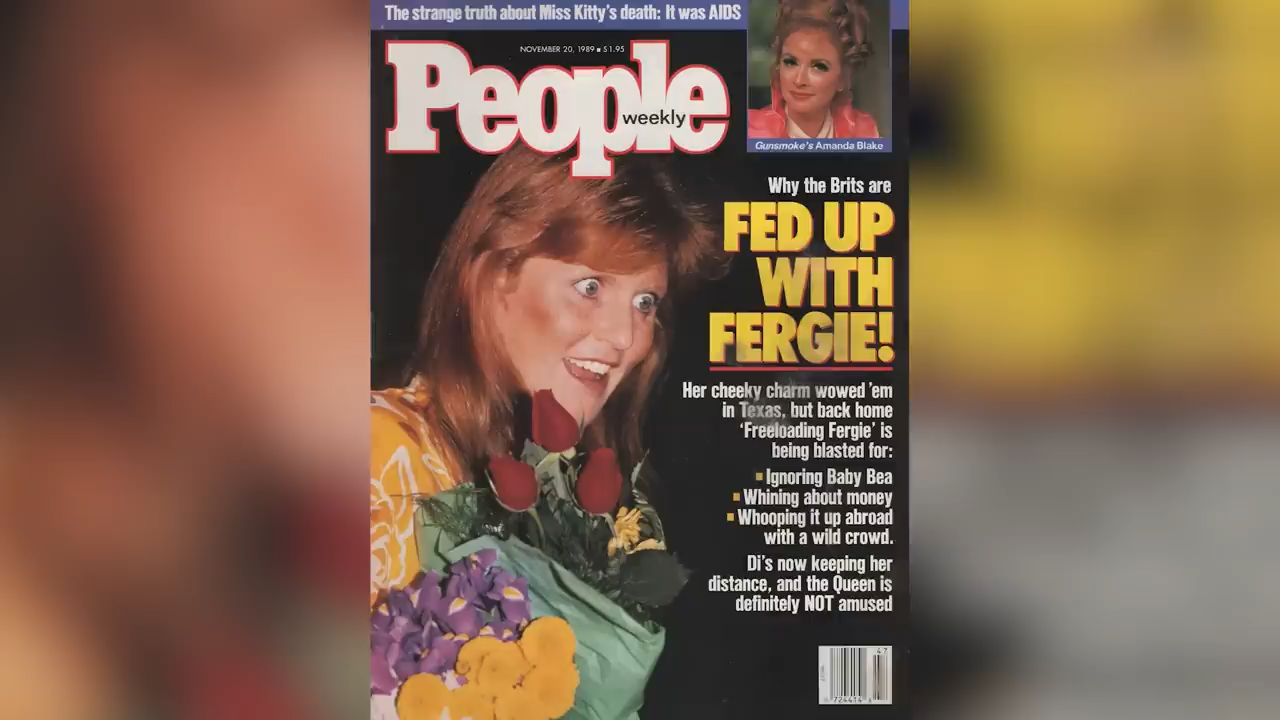 The strange truth about Miss Kitty's death: It was AIDS
NOVEMBER 20, 1989 ■ $1.95
People
weekly
Gunsmoke's Amanda Blake
Why the Brits are
FED UP
WITH
FERGIE!
Her cheeky charm wowed 'em
in Texas, but back home
'Freeloading Fergie' is
being blasted for:
■ Ignoring Baby Bea
■ Whining about money
■ Whooping it up abroad
with a wild crowd.
Di's now keeping her
distance, and the Queen is
definitely NOT amused
47